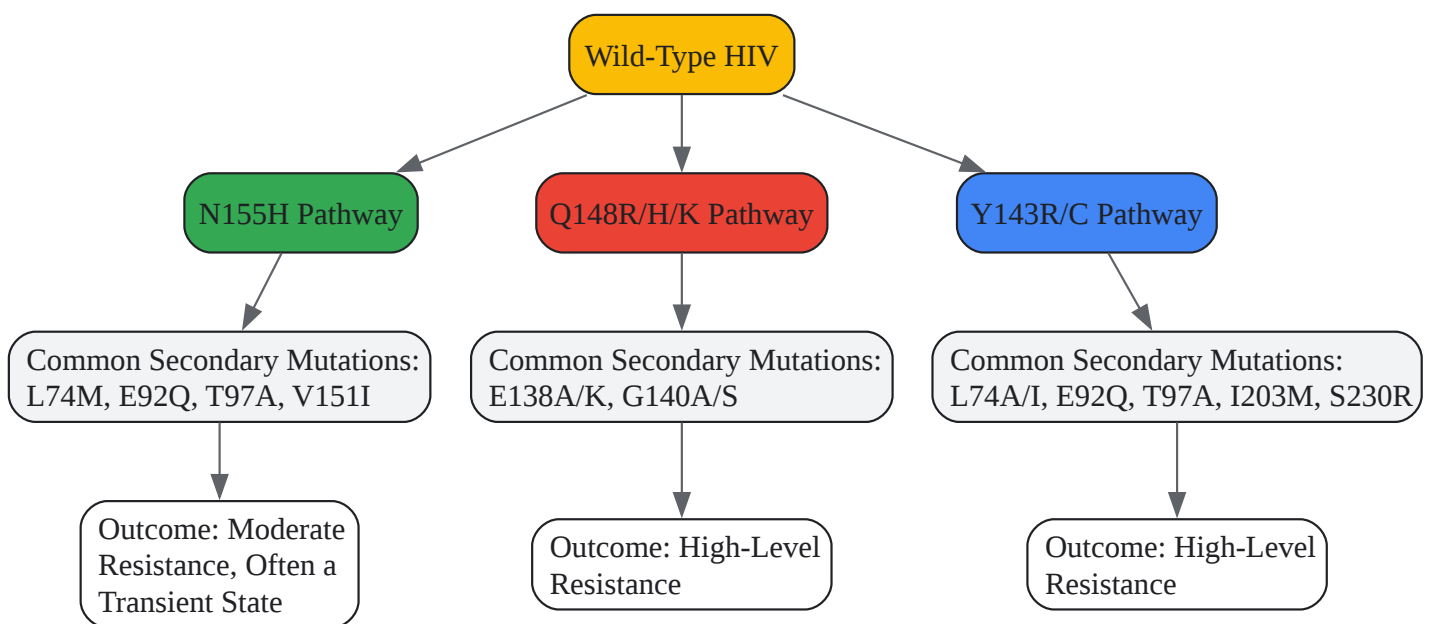 Wild-Type HIV
N155H Pathway
Q148R/H/K Pathway
Y143R/C Pathway
Common Secondary Mutations:
L74M, E92Q, T97A, V151I
Common Secondary Mutations:
E138A/K, G140A/S
Common Secondary Mutations:
L74A/I, E92Q, T97A, I203M, S230R
Outcome: Moderate
Resistance, Often a
Transient State
Outcome: High-Level
Resistance
Outcome: High-Level
Resistance